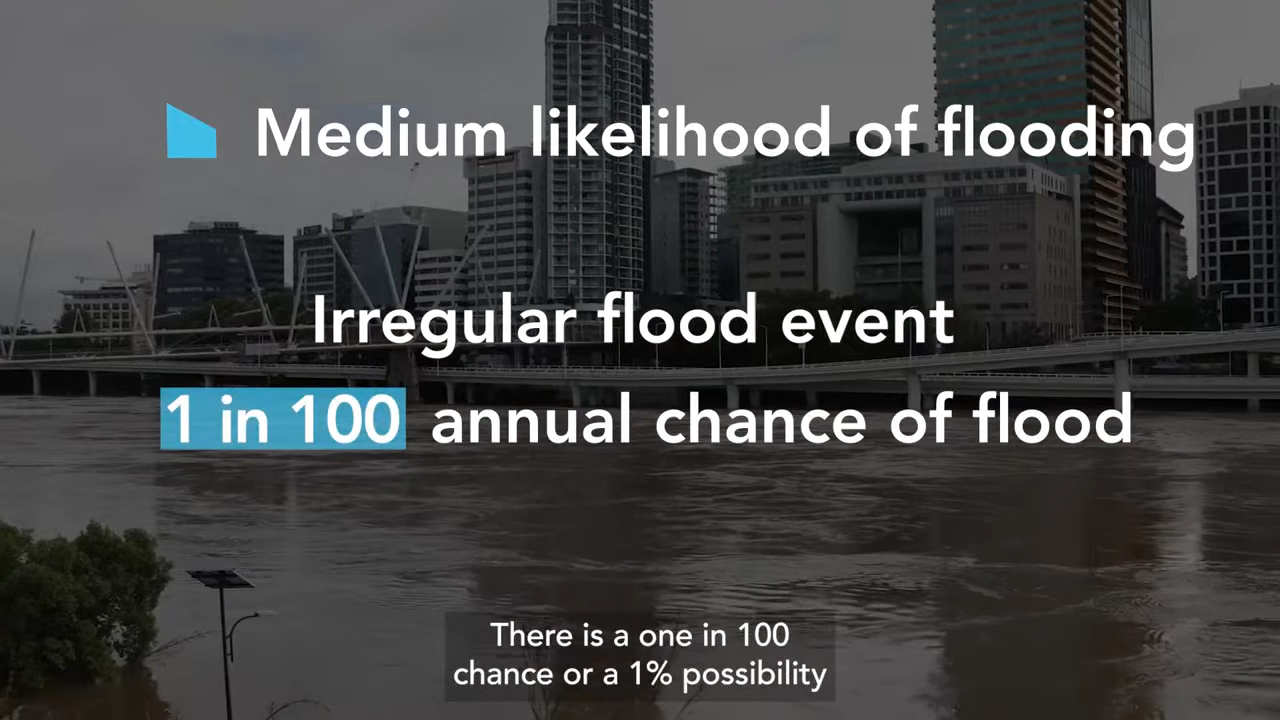 Medium likelihood of flooding
Irregular flood event
1 in 100 annual chance of flood
There is a one in 100
chance or a 1% possibility